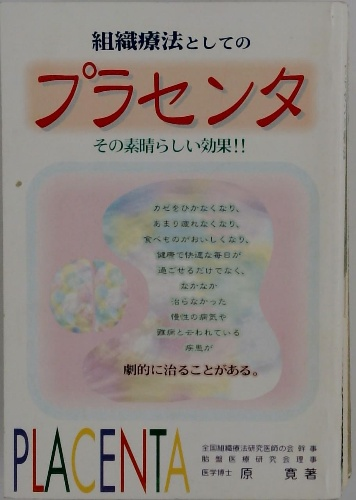 組織療法としての
プラセンタ
その素晴らしい効果!!
カゼをひかなくなり、
あまり疲れなくなり、
食べものがおいしくなり、
健康で快適な毎日が
過ごせるだけでなく、
なかなか
治らなかった
慢性の病気や
難病と云われている
疾患が
劇的に治ることがある。
PLACENTA
全国組織療法研究医師の会 幹事
胎盤医療研究会理事
医学博士 原 寛著